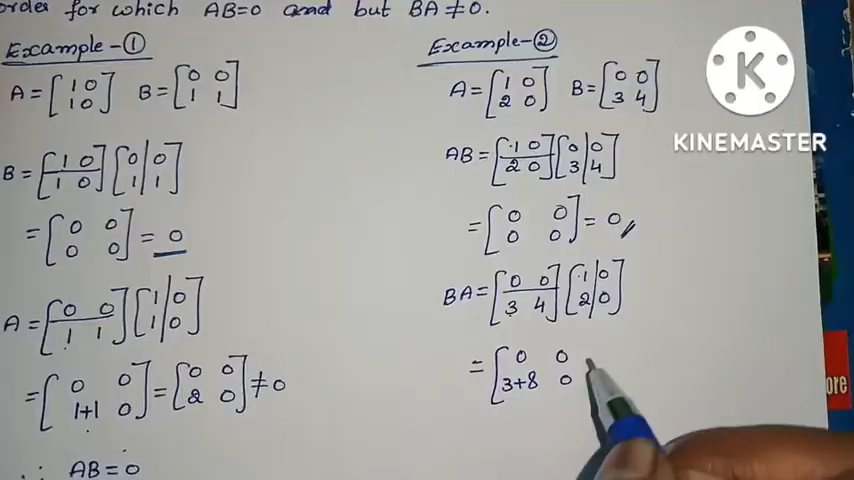 order for which AB=0 and but BA≠0.
Example-①
A = [1 0
1 0] B = [0 0
1 1]
B = [1 0
1 0] [0 0
1 1]
= [0 0
0 0] = 0
A = [0 0
1 1] [1 0
1 0]
= [0 0
1+1 0] = [0 0
2 0] ≠ 0
∴ AB = 0
Example-②
A = [1 0
2 0] B = [0 0
3 4]
AB = [1 0
2 0] [0 0
3 4]
= [0 0
0 0] = 0
BA = [0 0
3 4] [1 0
2 0]
= [0 0
3+8 0
K
KINEMASTER
ore